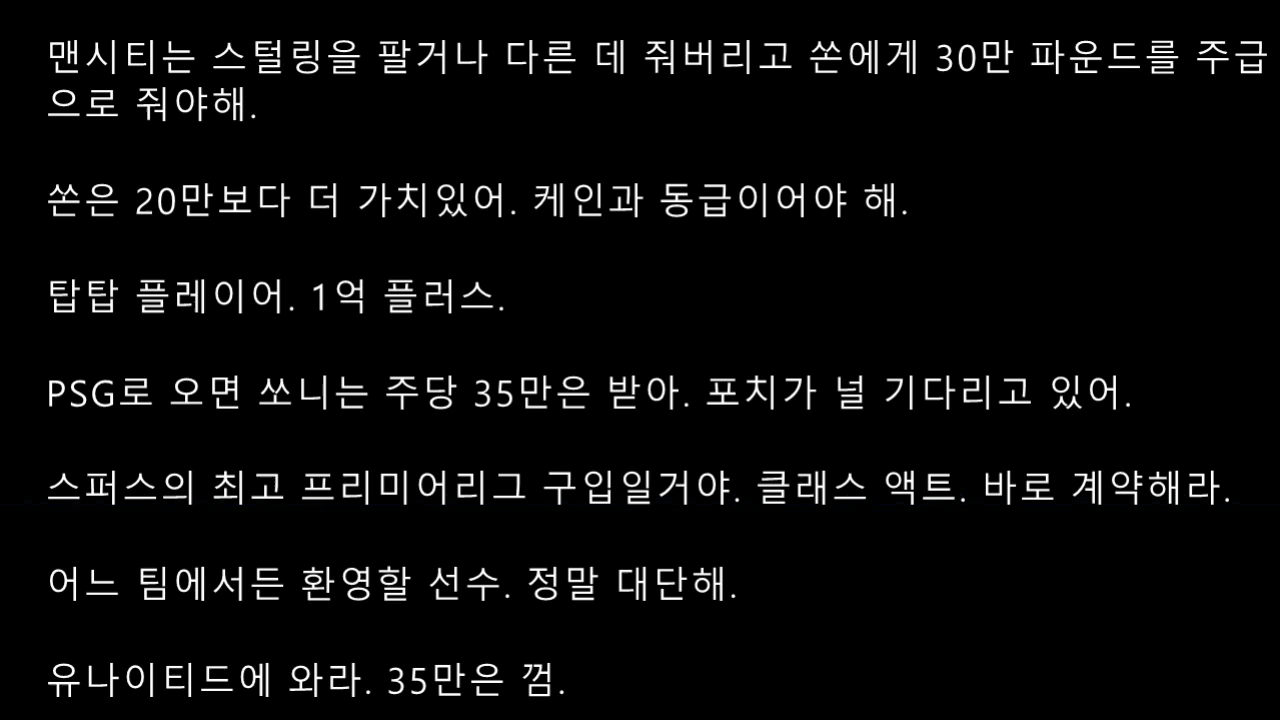 맨시티는 스털링을 팔거나 다른 데 줘버리고 쏜에게 30만 파운드를 주급
으로 줘야해.
쏜은 20만보다 더 가치있어. 케인과 동급이어야 해.
탑탑 플레이어. 1억 플러스.
PSG로 오면 쏘니는 주당 35만은 받아. 포치가 널 기다리고 있어.
스퍼스의 최고 프리미어리그 구입일거야. 클래스 액트. 바로 계약해라.
어느 팀에서든 환영할 선수. 정말 대단해.
유나이티드에 와라. 35만은 껌.